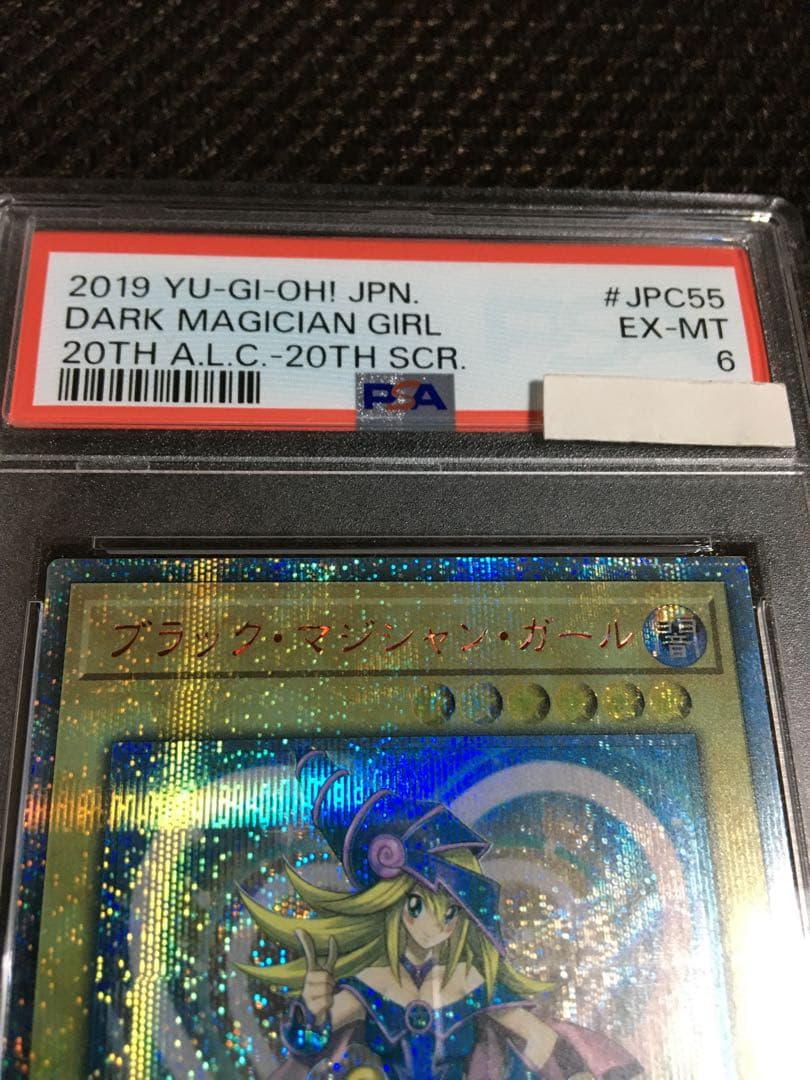 2019 YU-GI-OH! JPN. #JPC55
DARK MAGICIAN GIRL EX-MT
20TH A.L.C.-20TH SCR. 6
PSA
ブラック・マジシャン・ガール 闇